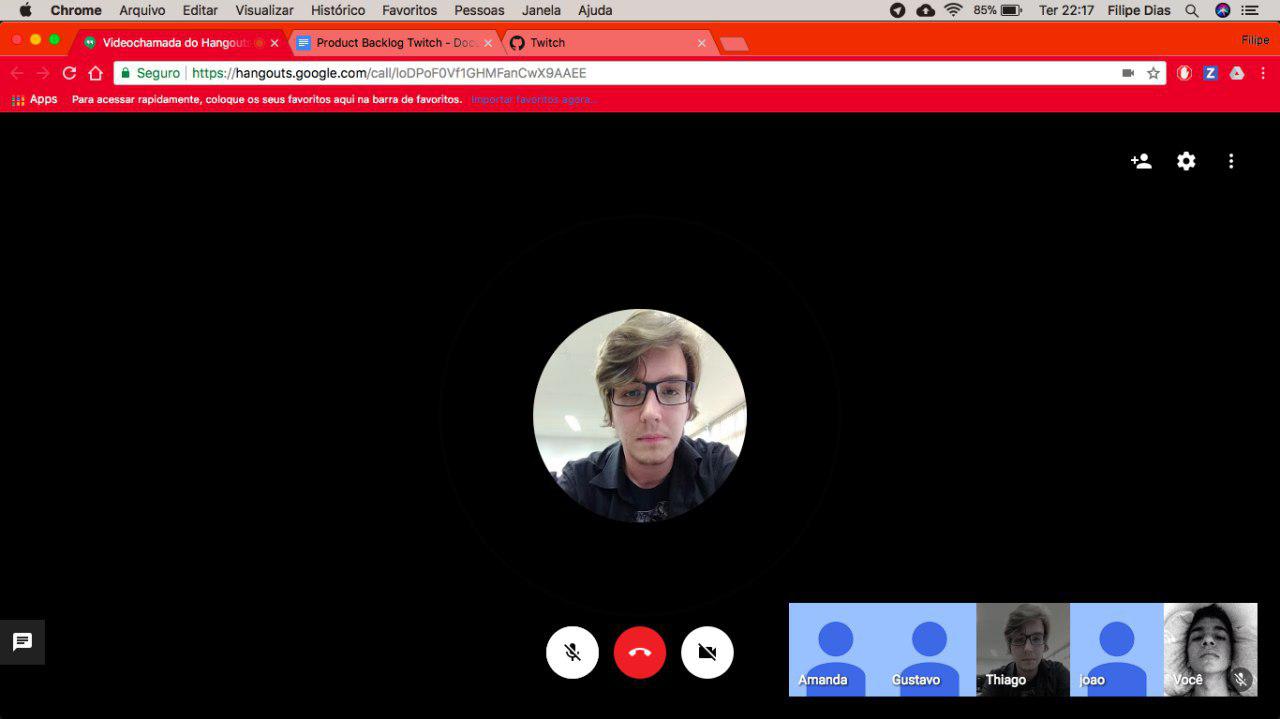 Chrome Arquivo Editar Visualizar Histórico Favoritos Pessoas Janela Ajuda 85% Ter 22:17 Filipe Dias
Videochamada do Hangout Product Backlog Twitch - Doc Twitch Filipe
Seguro https://hangouts.google.com/call/loDPoF0Vf1GHMFanCwX9AAEE Z
Apps Para acessar rapidamente, coloque os seus favoritos aqui na barra de favoritos. Importar favoritos agora...
Amanda Gustavo Thiago joao Você